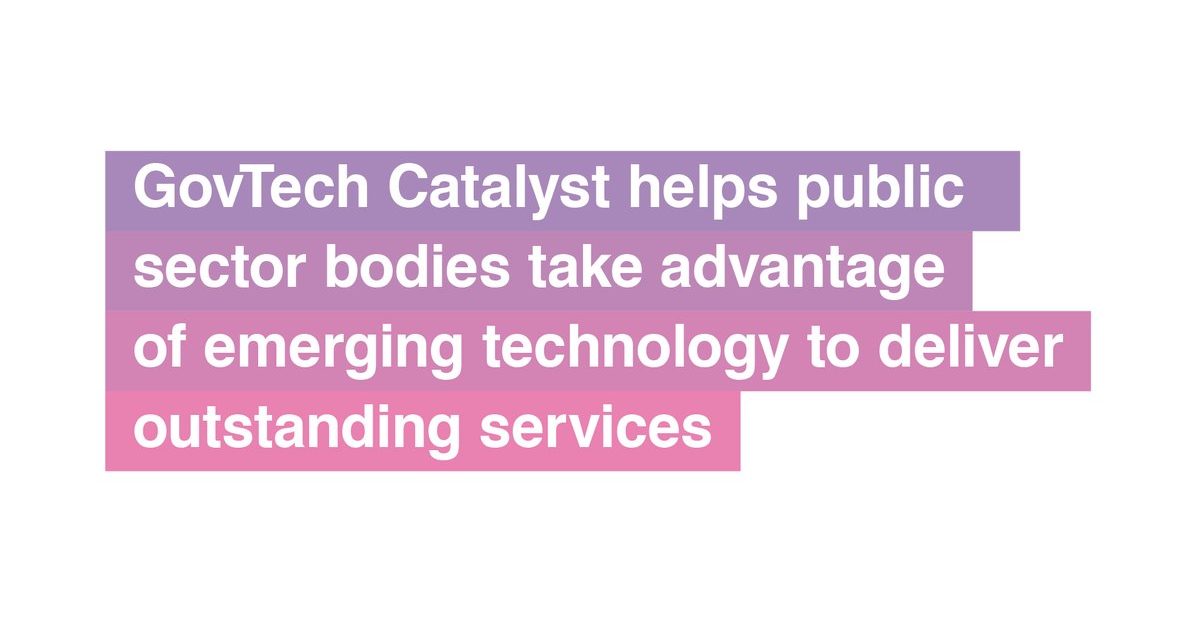 GovTech Catalyst helps public
sector bodies take advantage
of emerging technology to deliver
outstanding services